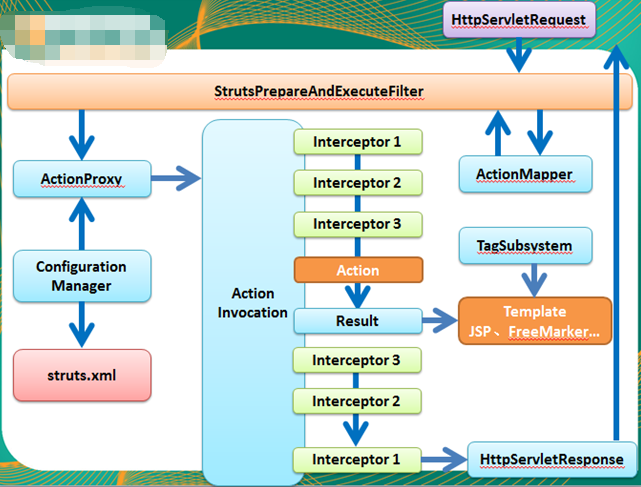 HttpServletRequest
StrutsPrepareAndExecuteFilter
Interceptor 1
ActionProxy
Interceptor 2
ActionMapper
Interceptor 3
TagSubsystem
Configuration
Manager
Action
Action
Invocation
Result
Template
JSP、FreeMarker...
struts.xml
Interceptor 3
Interceptor 2
Interceptor 1
HttpServletResponse